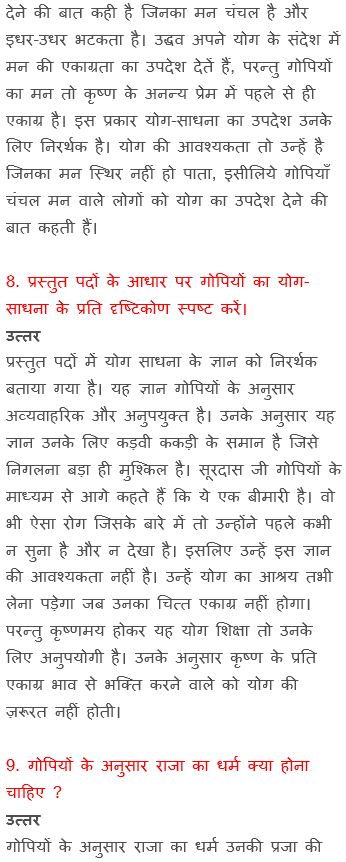 देने की बात कही है जिनका मन चंचल है और
इधर-उधर भटकता है। उद्धव अपने योग के संदेश में
मन की एकाग्रता का उपदेश देतें हैं, परन्तु गोपियों
का मन तो कृष्ण के अनन्य प्रेम में पहले से ही
एकाग्र है। इस प्रकार योग-साधना का उपदेश उनके
लिए निरर्थक है। योग की आवश्यकता तो उन्हें है
जिनका मन स्थिर नहीं हो पाता, इसीलिये गोपियाँ
चंचल मन वाले लोगों को योग का उपदेश देने की
बात कहती हैं।
8. प्रस्तुत पदों के आधार पर गोपियों का योग-
साधना के प्रति दृष्टिकोण स्पष्ट करें।
उत्तर
प्रस्तुत पदों में योग साधना के ज्ञान को निरर्थक
बताया गया है। यह ज्ञान गोपियों के अनुसार
अव्यवाहरिक और अनुपयुक्त है। उनके अनुसार यह
ज्ञान उनके लिए कड़वी ककड़ी के समान है जिसे
निगलना बड़ा ही मुश्किल है। सूरदास जी गोपियों के
माध्यम से आगे कहते हैं कि ये एक बीमारी है। वो
भी ऐसा रोग जिसके बारे में तो उन्होंने पहले कभी
न सुना है और न देखा है। इसलिए उन्हें इस ज्ञान
की आवश्यकता नहीं है। उन्हें योग का आश्रय तभी
लेना पड़ेगा जब उनका चित्त एकाग्र नहीं होगा।
परन्तु कृष्णमय होकर यह योग शिक्षा तो उनके
लिए अनुपयोगी है। उनके अनुसार कृष्ण के प्रति
एकाग्र भाव से भक्ति करने वाले को योग की
ज़रूरत नहीं होती।
9. गोपियों के अनुसार राजा का धर्म क्या होना
चाहिए ?
उत्तर
गोपियों के अनुसार राजा का धर्म उनकी प्रजा की